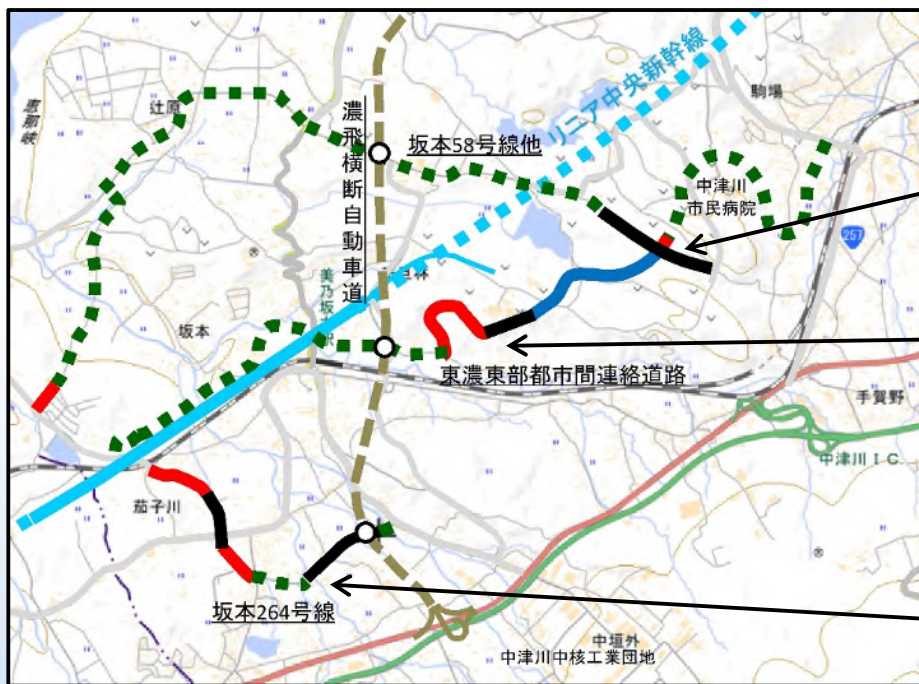 恵那峡
辻原
濃飛横断自動車道
坂本58号線他
リニア中央新幹線
駒場
中津川
市民病院
257
美乃坂本駅
坂本
東濃東部都市間連絡道路
手賀野
中津川IC
茄子川
坂本264号線
中垣外
中津川中核工業団地